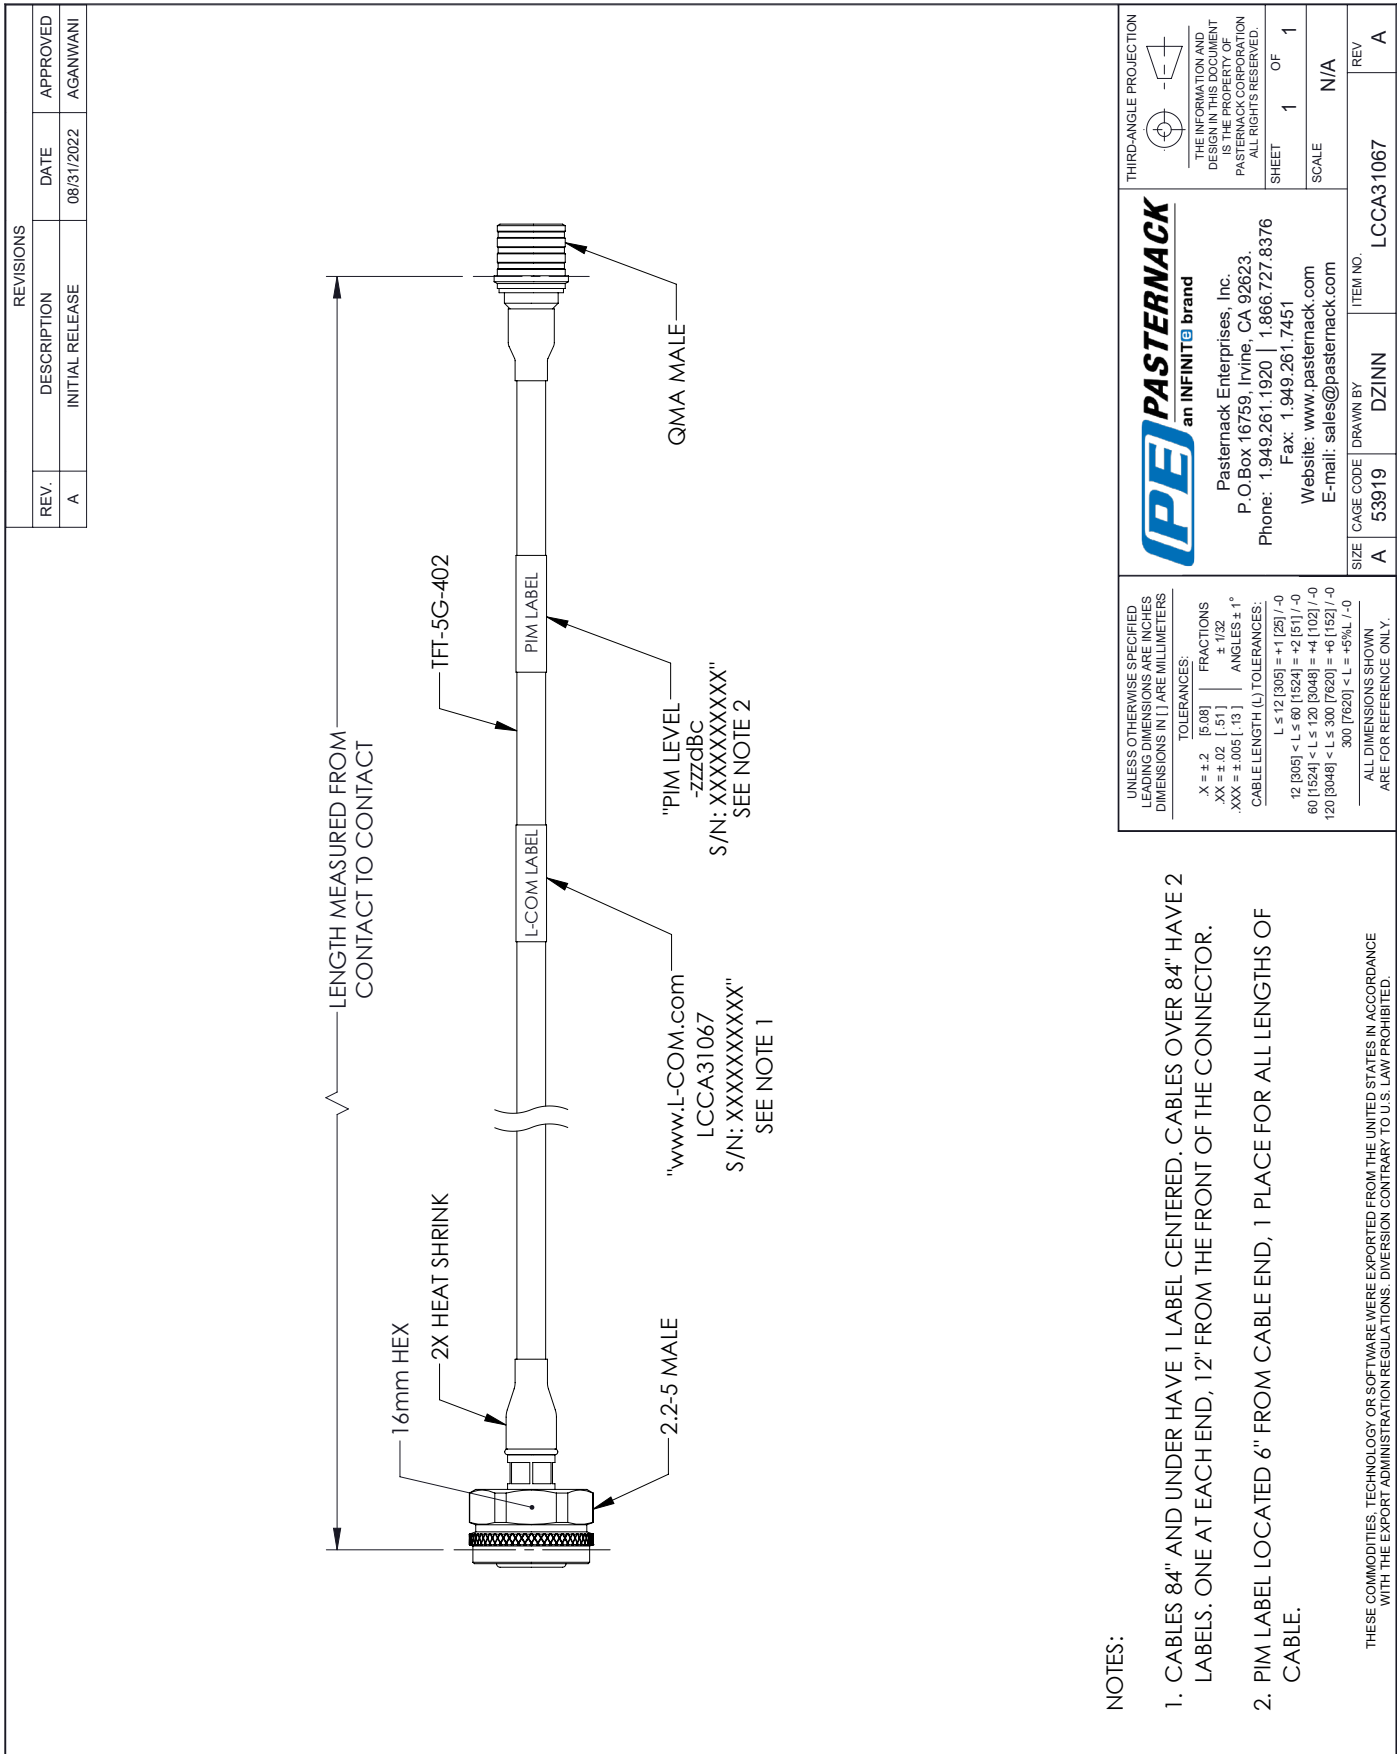 REVISIONS
REV.
DESCRIPTION
DATE
APPROVED
A
INITIAL RELEASE
08/31/2022
AGANWANI
LENGTH MEASURED FROM
CONTACT TO CONTACT
16mm HEX
2X HEAT SHRINK
TFT-5G-402
L-COM LABEL
PIM LABEL
2.2-5 MALE
"www.L-COM.com
LCCA31067
S/N: XXXXXXXXXX"
SEE NOTE 1
"PIM LEVEL
-zzzdBc
S/N: XXXXXXXXXX"
SEE NOTE 2
QMA MALE
NOTES:
1. CABLES 84" AND UNDER HAVE 1 LABEL CENTERED. CABLES OVER 84" HAVE 2
LABELS. ONE AT EACH END, 12" FROM THE FRONT OF THE CONNECTOR.
2. PIM LABEL LOCATED 6" FROM CABLE END, 1 PLACE FOR ALL LENGTHS OF
CABLE.
THESE COMMODITIES, TECHNOLOGY OR SOFTWARE WERE EXPORTED FROM THE UNITED STATES IN ACCORDANCE
WITH THE EXPORT ADMINISTRATION REGULATIONS. DIVERSION CONTRARY TO U.S. LAW PROHIBITED.
UNLESS OTHERWISE SPECIFIED
LEADING DIMENSIONS ARE INCHES
DIMENSIONS IN [ ] ARE MILLIMETERS
TOLERANCES:
.X = ±.2 [5.08] FRACTIONS
.XX = ±.02 [.51] ± 1/32
.XXX = ±.005 [.13] ANGLES ± 1°
CABLE LENGTH (L) TOLERANCES:
L ≤ 12 [305] = +1 [25] / -0
12 [305] < L ≤ 60 [1524] = +2 [51] / -0
60 [1524] < L ≤ 120 [3048] = +4 [102] / -0
120 [3048] < L ≤ 300 [7620] = +6 [152] / -0
300 [7620] < L = +5%L / -0
ALL DIMENSIONS SHOWN
ARE FOR REFERENCE ONLY.
PE PASTERNACK
an INFINITe brand
Pasternack Enterprises, Inc.
P.O.Box 16759, Irvine, CA 92623.
Phone: 1.949.261.1920 | 1.866.727.8376
Fax: 1.949.261.7451
Website: www.pasternack.com
E-mail: sales@pasternack.com
THIRD-ANGLE PROJECTION
THE INFORMATION AND
DESIGN IN THIS DOCUMENT
IS THE PROPERTY OF
PASTERNACK CORPORATION
ALL RIGHTS RESERVED.
SHEET 1 OF 1
SCALE N/A
SIZE A
CAGE CODE 53919
DRAWN BY DZINN
ITEM NO. LCCA31067
REV A